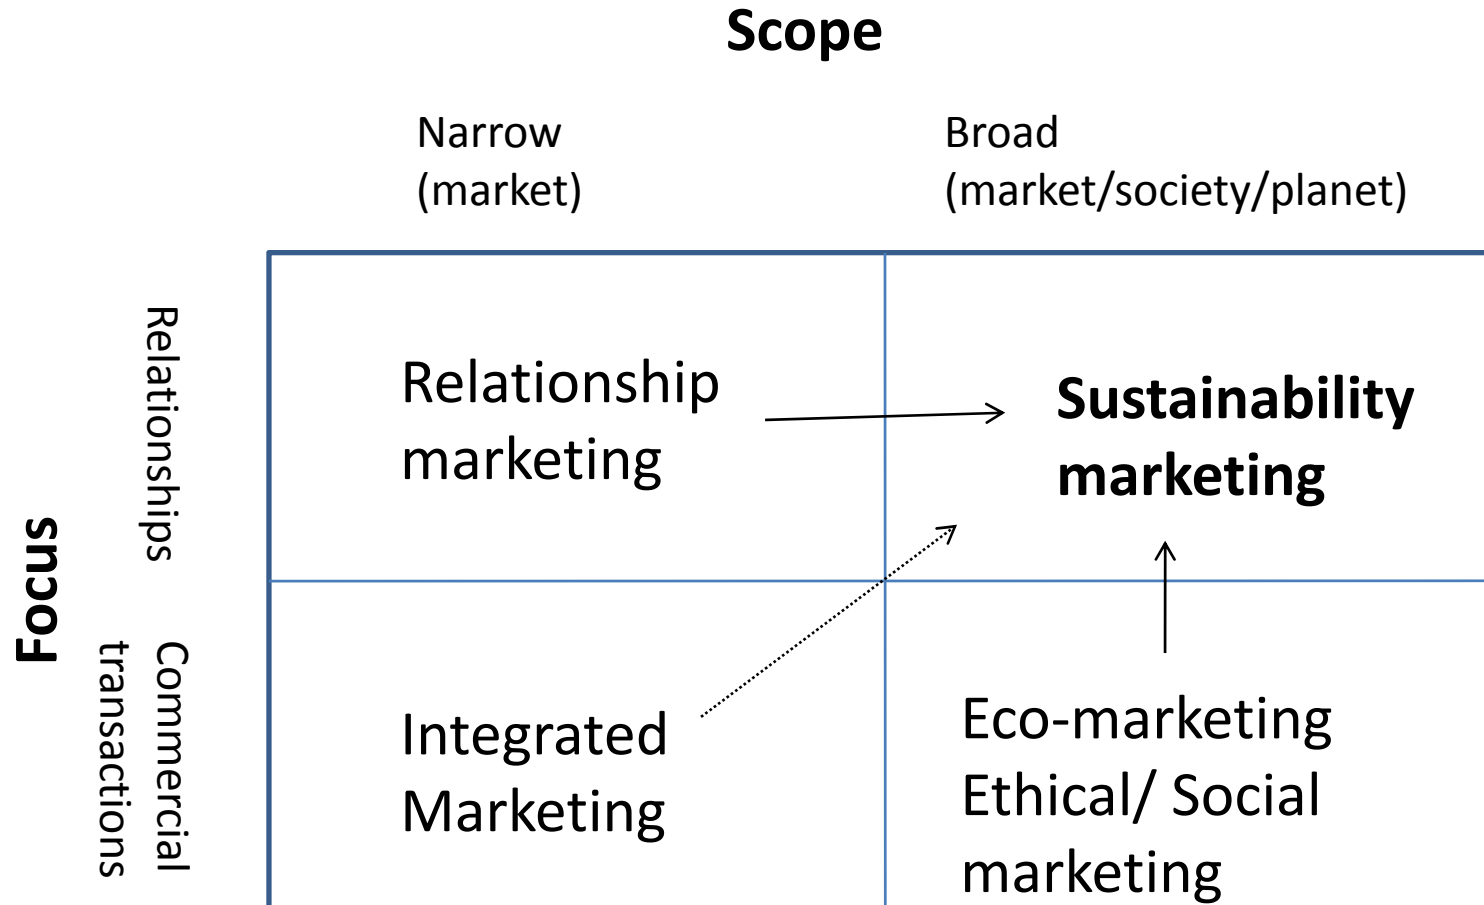 Scope
Narrow
(market)
Broad
(market/society/planet)
Focus
Relationships
Relationship
marketing
Sustainability
marketing
Commercial
transactions
Integrated
Marketing
Eco-marketing
Ethical/ Social
marketing